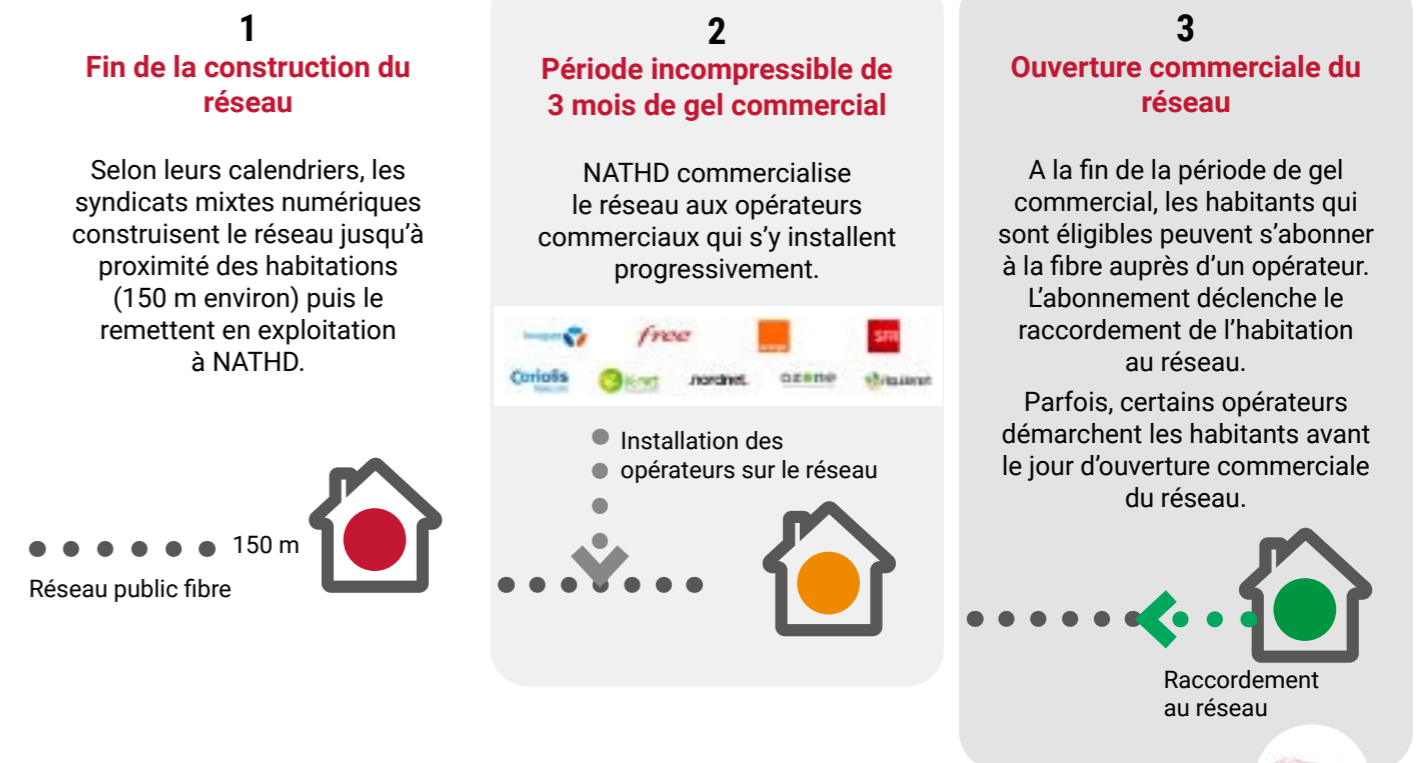 1
Fin de la construction du
réseau
Selon leurs calendriers, les
syndicats mixtes numériques
construisent le réseau jusqu'à
proximité des habitations
(150 m environ) puis le
remettent en exploitation
à NATHD.
150 m
Réseau public fibre
2
Période incompressible de
3 mois de gel commercial
NATHD commercialise
le réseau aux opérateurs
commerciaux qui s'y installent
progressivement.
free
SFR
Coriolis
nordnet
ozone
Installation des
opérateurs sur le réseau
3
Ouverture commerciale du
réseau
A la fin de la période de gel
commercial, les habitants qui
sont éligibles peuvent s'abonner
à la fibre auprès d'un opérateur.
L'abonnement déclenche le
raccordement de l'habitation
au réseau.
Parfois, certains opérateurs
démarchent les habitants avant
le jour d'ouverture commerciale
du réseau.
Raccordement
au réseau